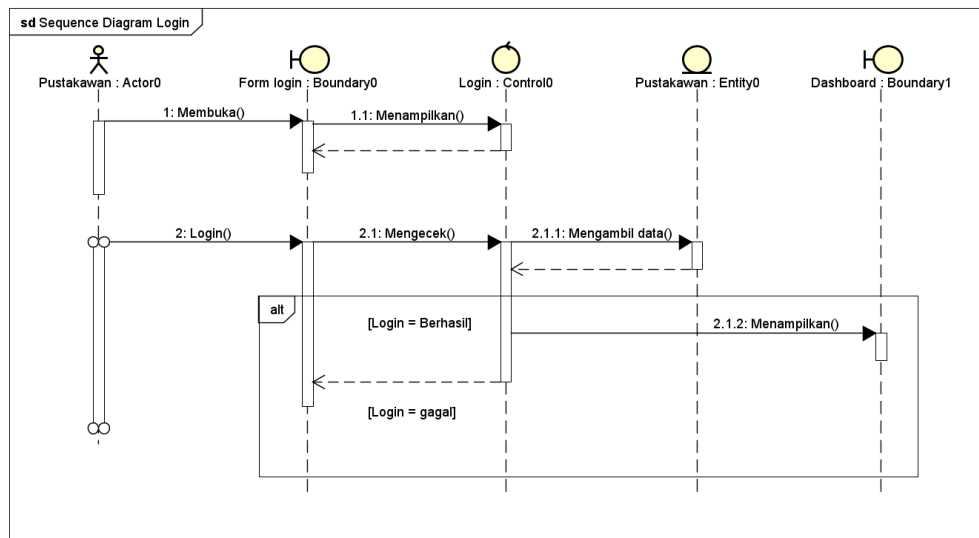 sd Sequence Diagram Login
Pustakawan : Actor0
Form login : Boundary0
Login : Control0
Pustakawan : Entity0
Dashboard : Boundary1
1: Membuka()
1.1: Menampilkan()
2: Login()
2.1: Mengecek()
2.1.1: Mengambil data()
alt
[Login = Berhasil]
2.1.2: Menampilkan()
[Login = gagal]